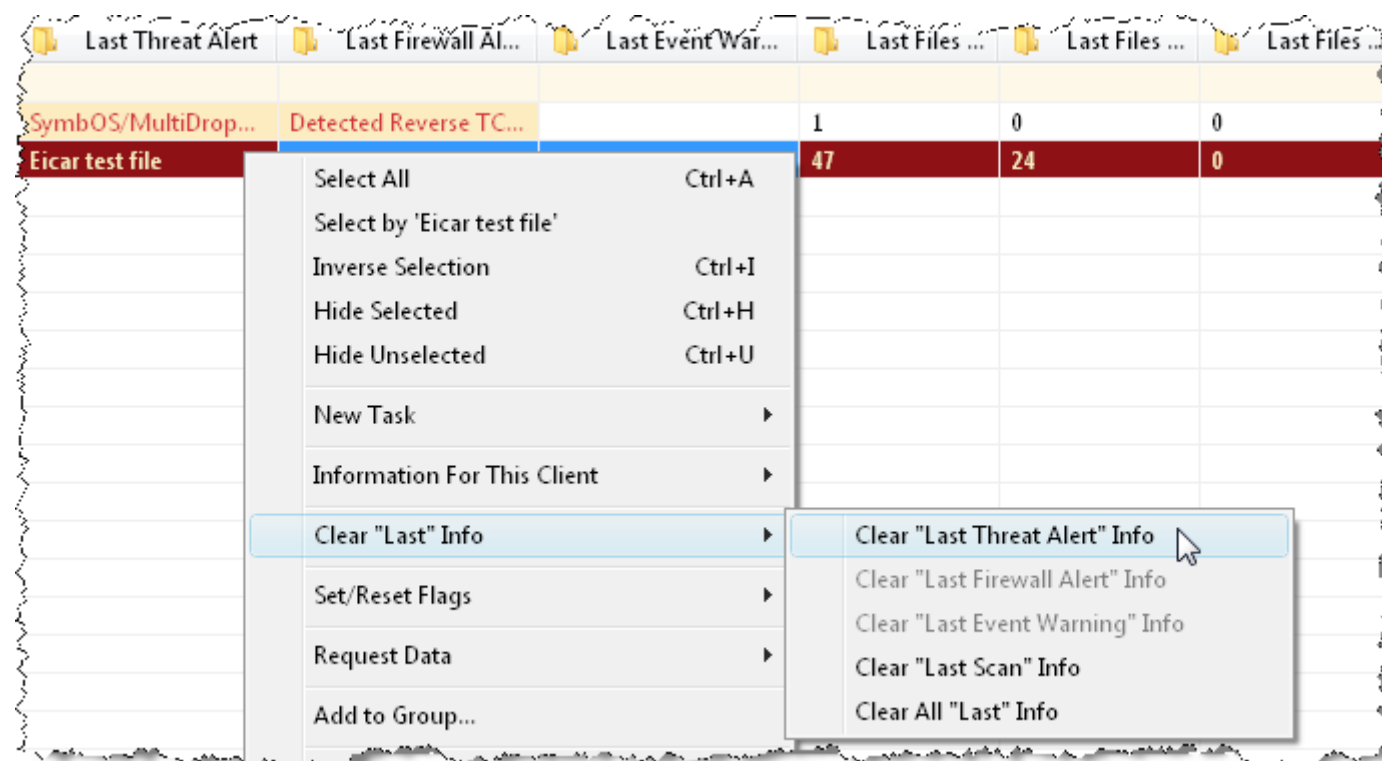 Last Threat Alert Last Firewall Al... Last Event War... Last Files ... Last Files ... Last Files ...
SymbOS/MultiDrop... Detected Reverse TC... 1 0 0
Eicar test file 47 24 0
Select All Ctrl+A
Select by 'Eicar test file'
Inverse Selection Ctrl+I
Hide Selected Ctrl+H
Hide Unselected Ctrl+U
New Task
Information For This Client
Clear "Last" Info Clear "Last Threat Alert" Info
Clear "Last Firewall Alert" Info
Set/Reset Flags
Clear "Last Event Warning" Info
Request Data
Clear "Last Scan" Info
Add to Group...
Clear All "Last" Info